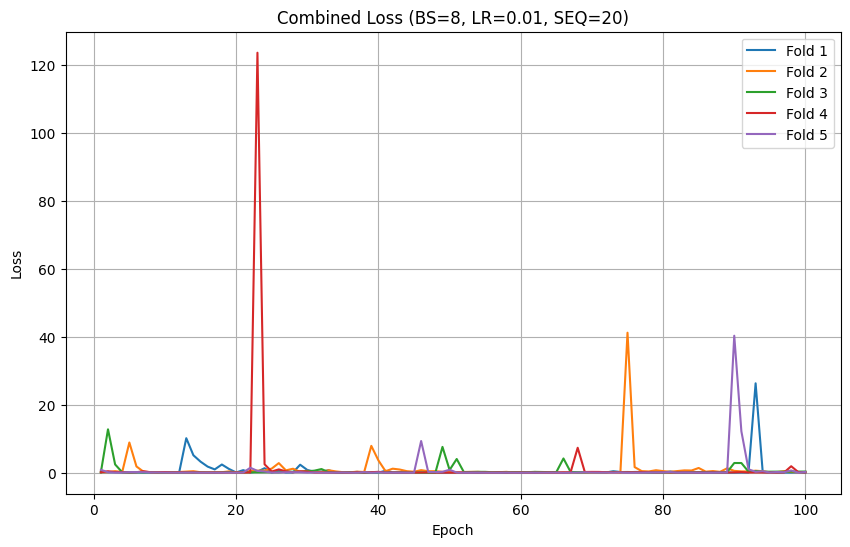 Combined Loss (BS=8, LR=0.01, SEQ=20)
Fold 1
Fold 2
Fold 3
Fold 4
Fold 5
120
100
80
60
40
20
0
Loss
0 20 40 60 80 100
Epoch